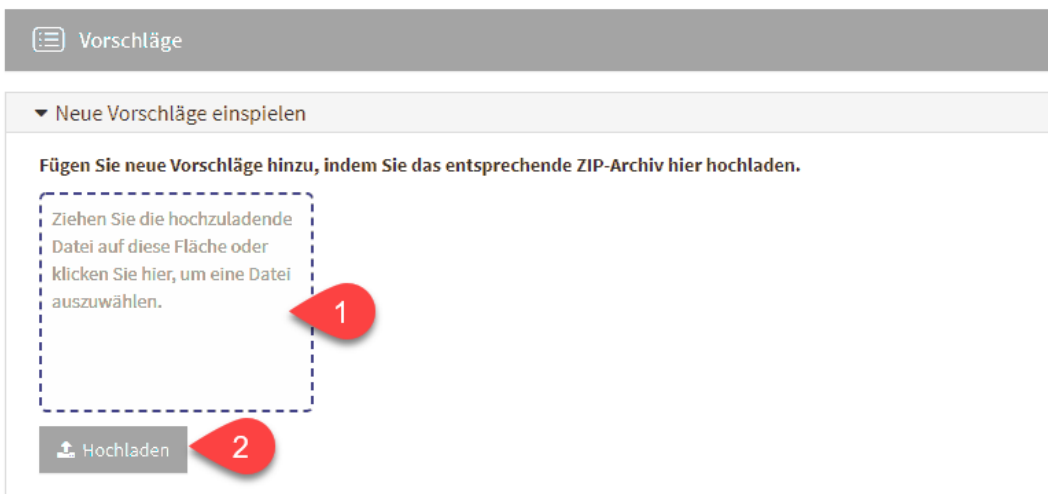 Vorschläge
Neue Vorschläge einspielen
Fügen Sie neue Vorschläge hinzu, indem Sie das entsprechende ZIP-Archiv hier hochladen.
Ziehen Sie die hochzuladende
Datei auf diese Fläche oder
klicken Sie hier, um eine Datei
auszuwählen.
1
Hochladen
2